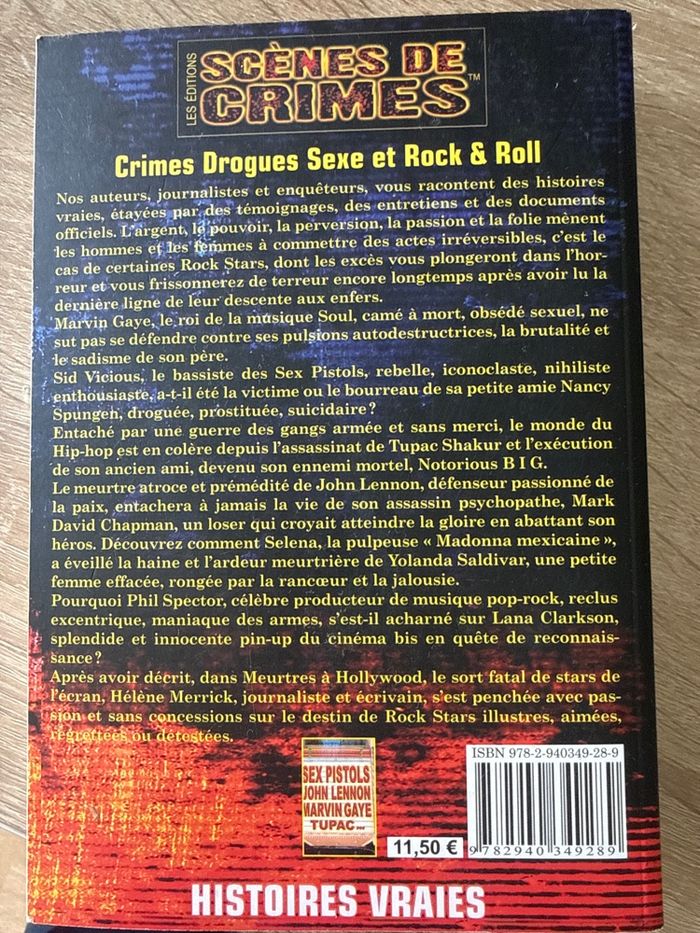 LES ÉDITIONS
SCÈNES DE
CRIMES™
Crimes Drogues Sexe et Rock & Roll
Nos auteurs, journalistes et enquêteurs, vous racontent des histoires
vraies, étayées par des témoignages, des entretiens et des documents
officiels. L'argent, le pouvoir, la perversion, la passion et la folie mènent
les hommes et les femmes à commettre des actes irréversibles, c'est le
cas de certaines Rock Stars, dont les excès vous plongeront dans l'hor-
reur et vous frissonnerez de terreur encore longtemps après avoir lu la
dernière ligne de leur descente aux enfers.
Marvin Gaye, le roi de la musique Soul, camé à mort, obsédé sexuel, ne
sut pas se défendre contre ses pulsions autodestructrices, la brutalité et
le sadisme de son père.
Sid Vicious, le bassiste des Sex Pistols, rebelle, iconoclaste, nihiliste
enthousiaste, a-t-il été la victime ou le bourreau de sa petite amie Nancy
Spungen, droguée, prostituée, suicidaire ?
Entaché par une guerre des gangs armée et sans merci, le monde du
Hip-hop est en colère depuis l'assassinat de Tupac Shakur et l'exécution
de son ancien ami, devenu son ennemi mortel, Notorious B I G.
Le meurtre atroce et prémédité de John Lennon, défenseur passionné de
la paix, entachera à jamais la vie de son assassin psychopathe, Mark
David Chapman, un loser qui croyait atteindre la gloire en abattant son
héros. Découvrez comment Selena, la pulpeuse « Madonna mexicaine »,
a éveillé la haine et l'ardeur meurtrière de Yolanda Saldivar, une petite
femme effacée, rongée par la rancœur et la jalousie.
Pourquoi Phil Spector, célèbre producteur de musique pop-rock, reclus
excentrique, maniaque des armes, s'est-il acharné sur Lana Clarkson,
splendide et innocente pin-up du cinéma bis en quête de reconnais-
sance ?
Après avoir décrit, dans Meurtres à Hollywood, le sort fatal de stars de
l'écran, Hélène Merrick, journaliste et écrivain, s'est penchée avec pas-
sion et sans concessions sur le destin de Rock Stars illustres, aimées,
regrettées ou détestées.
ISBN 978-2-940349-28-9
SEX PISTOLS
JOHN LENNON
MARVIN GAYE
TUPAC ...
11,50 €
9 782940 349289
HISTOIRES VRAIES